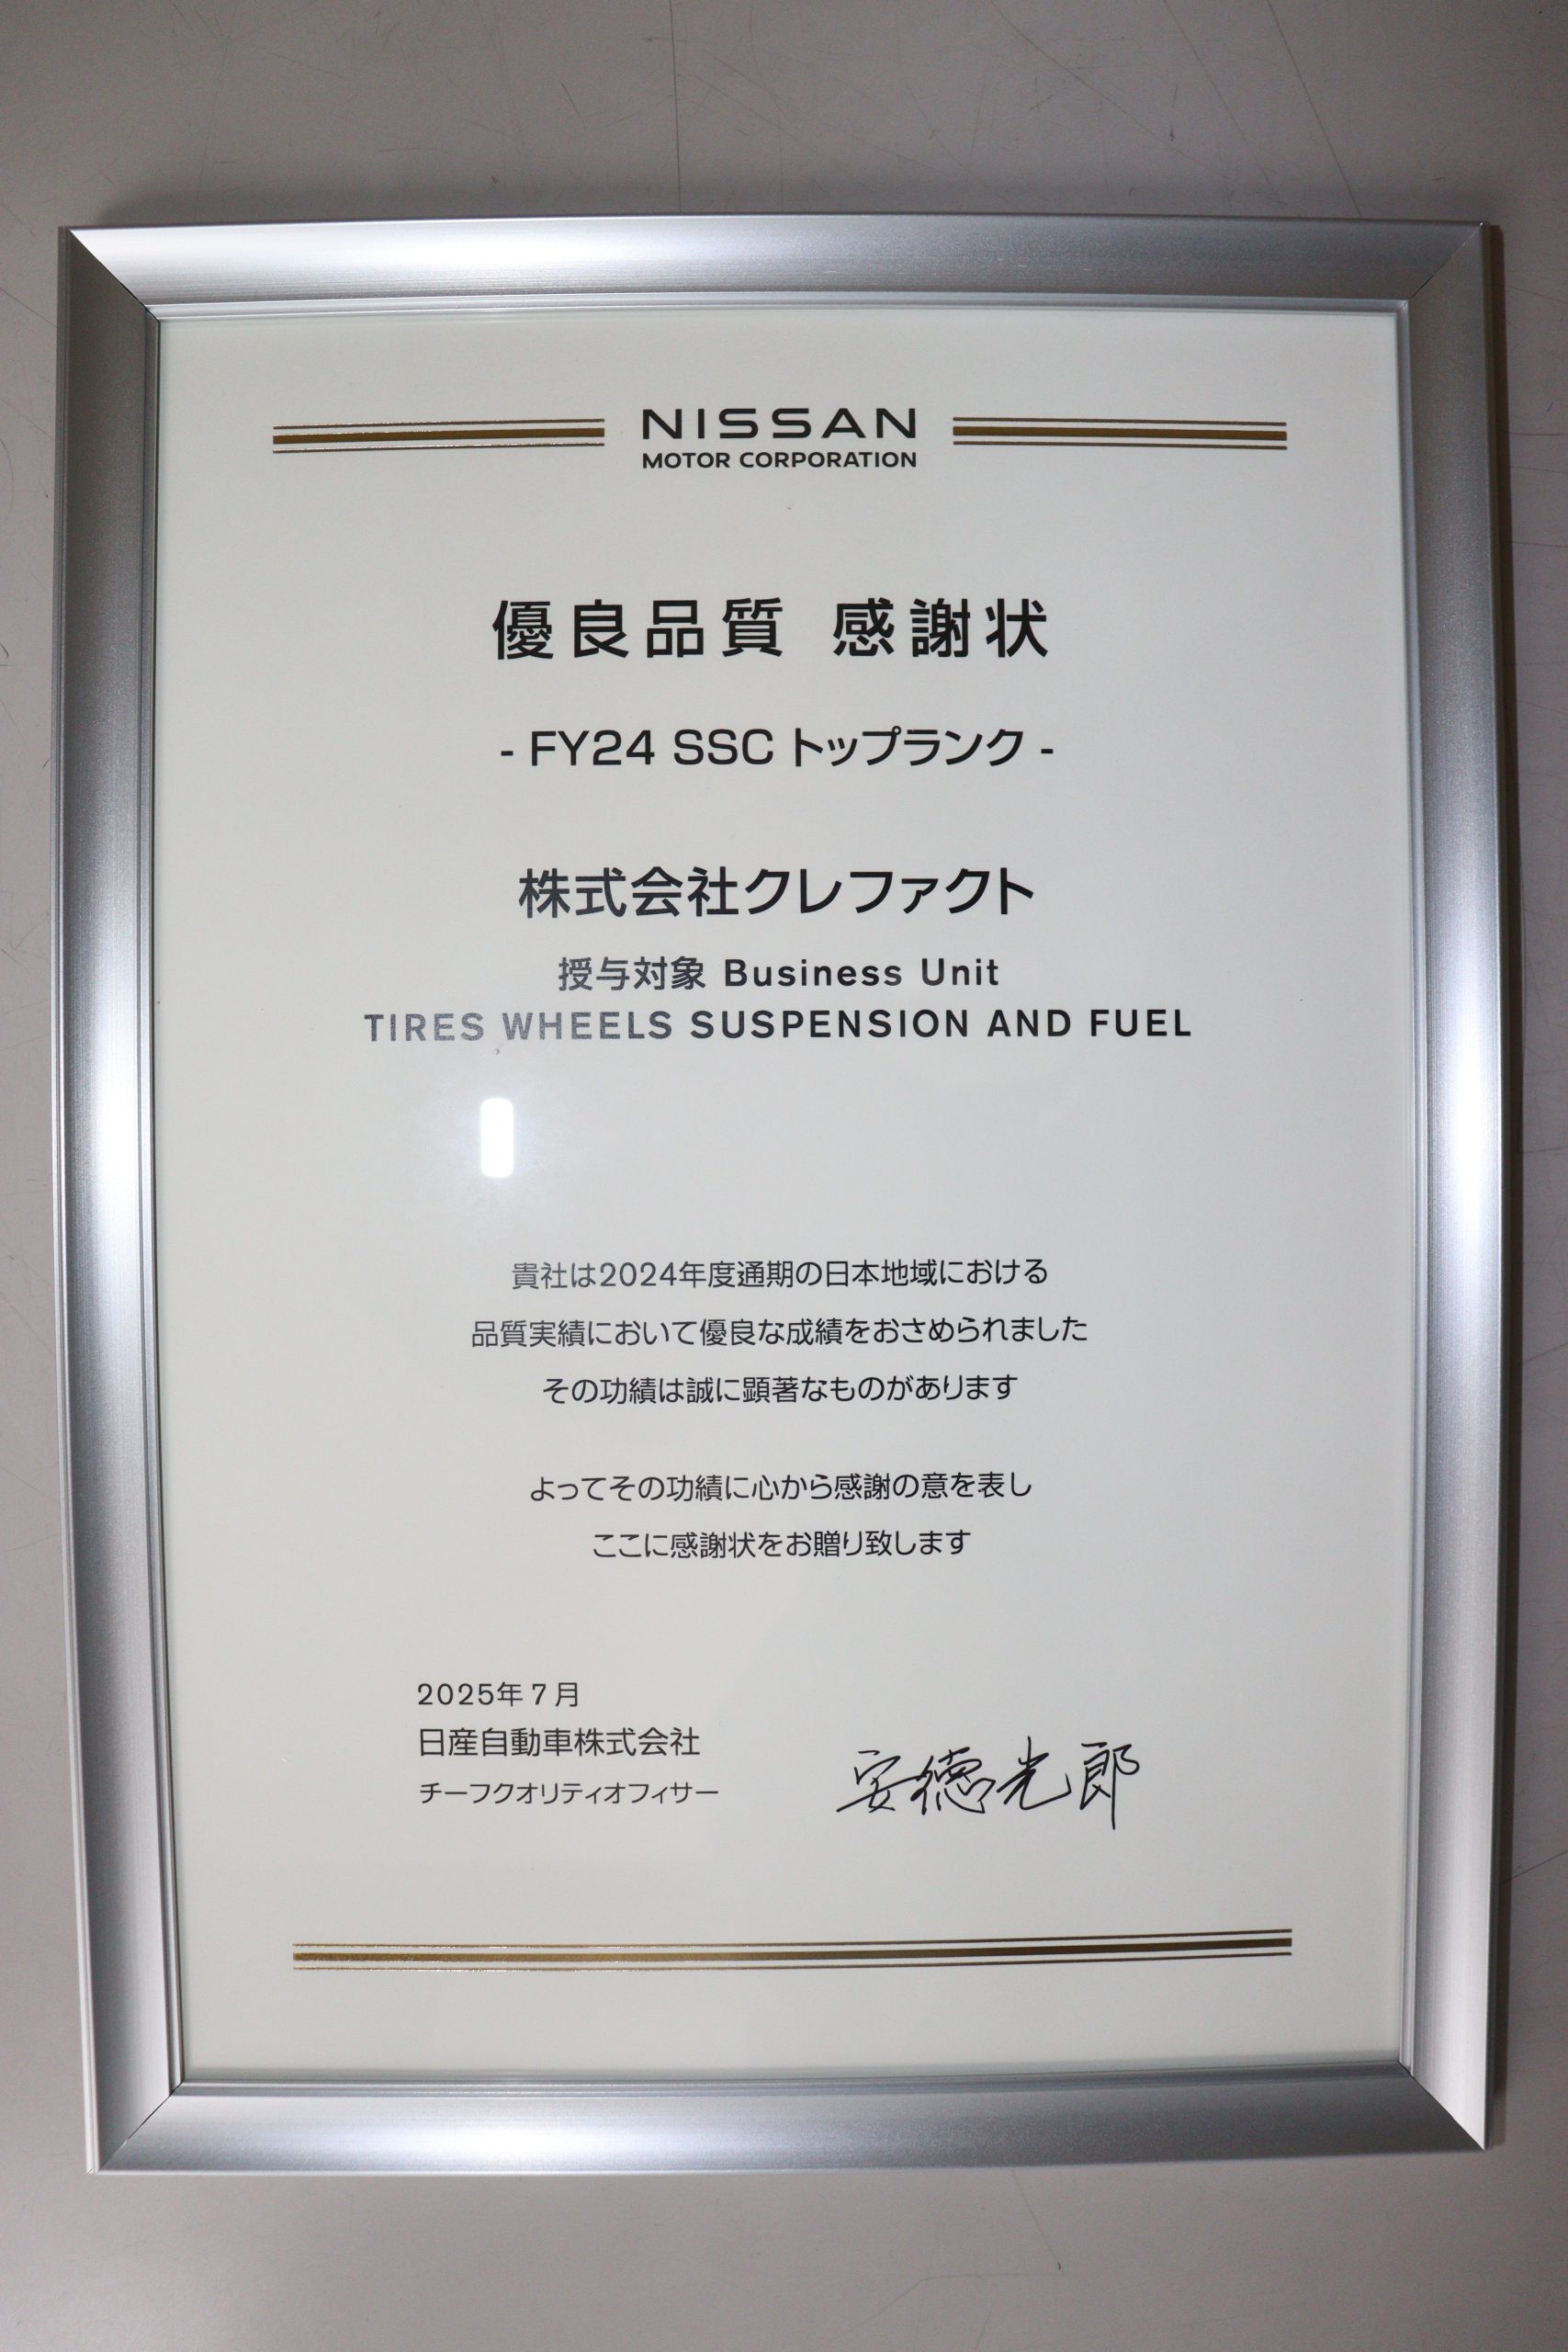 NISSAN
MOTOR CORPORATION
優良品質 感謝状
- FY24 SSC トップランク -
株式会社クレファクト
授与対象 Business Unit
TIRES WHEELS SUSPENSION AND FUEL
貴社は2024年度通期の日本地域における
品質実績において優良な成績をおさめられました
その功績は誠に顕著なものがあります
よってその功績に心から感謝の意を表し
ここに感謝状をお贈り致します
2025年7月
日産自動車株式会社
チーフクオリティオフィサー
安徳光郎